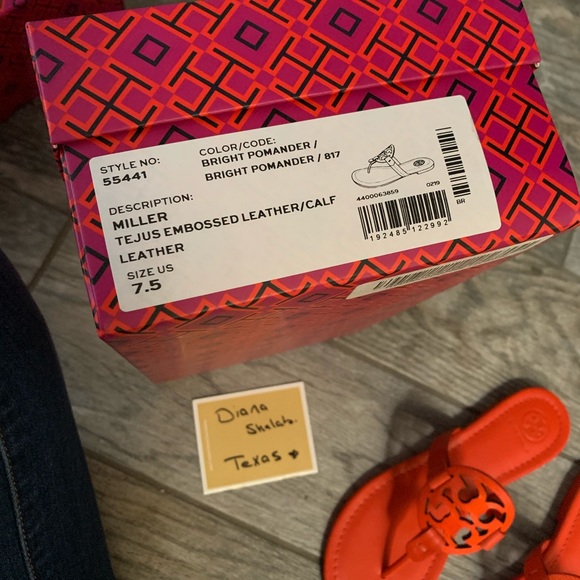 STYLE NO:
55441
COLOR/CODE:
BRIGHT POMANDER /
BRIGHT POMANDER / 817
DESCRIPTION:
MILLER
TEJUS EMBOSSED LEATHER/CALF
LEATHER
SIZE US
7.5
4400063859 0219
192485122992
BR
Diana
Texas